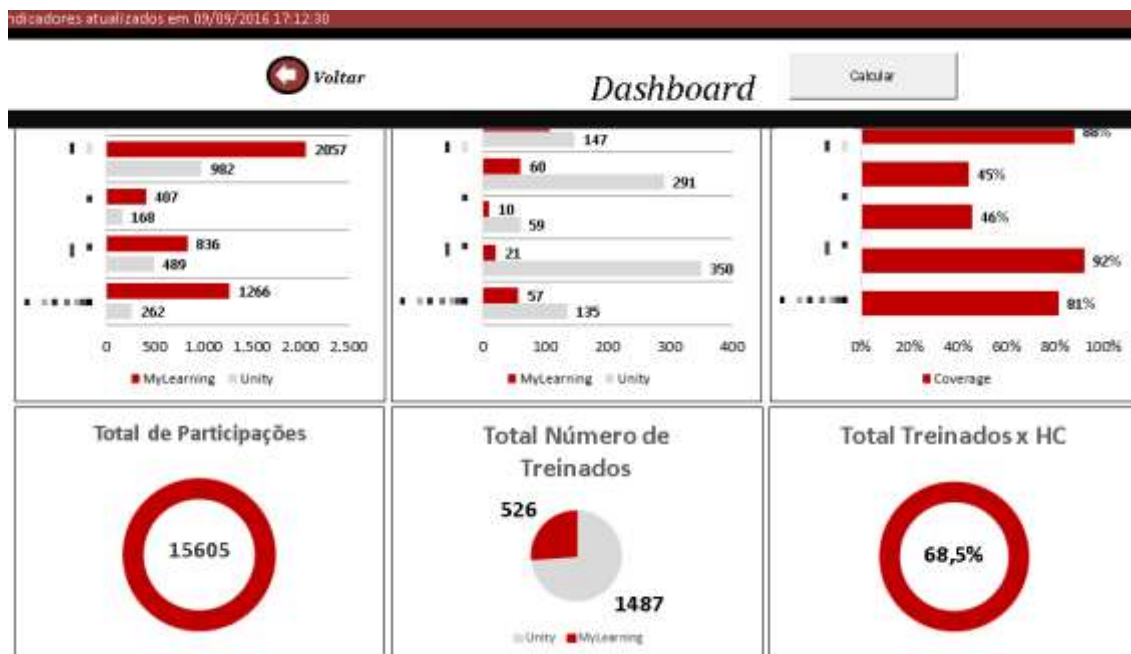 ndicadores atualizados em 09/09/2016 17:12:30
Voltar
Dashboard
Calcular
2057
982
407
168
836
489
1266
262
0 500 1.000 1.500 2.000 2.500
MyLearning Unity
147
60
291
10
59
21
350
57
135
0 100 200 300 400
MyLearning Unity
88%
45%
46%
92%
81%
0% 20% 40% 60% 80% 100%
Coverage
Total de Participações
15605
Total Número de
Treinados
526
1487
Unity MyLearning
Total Treinados x HC
68,5%